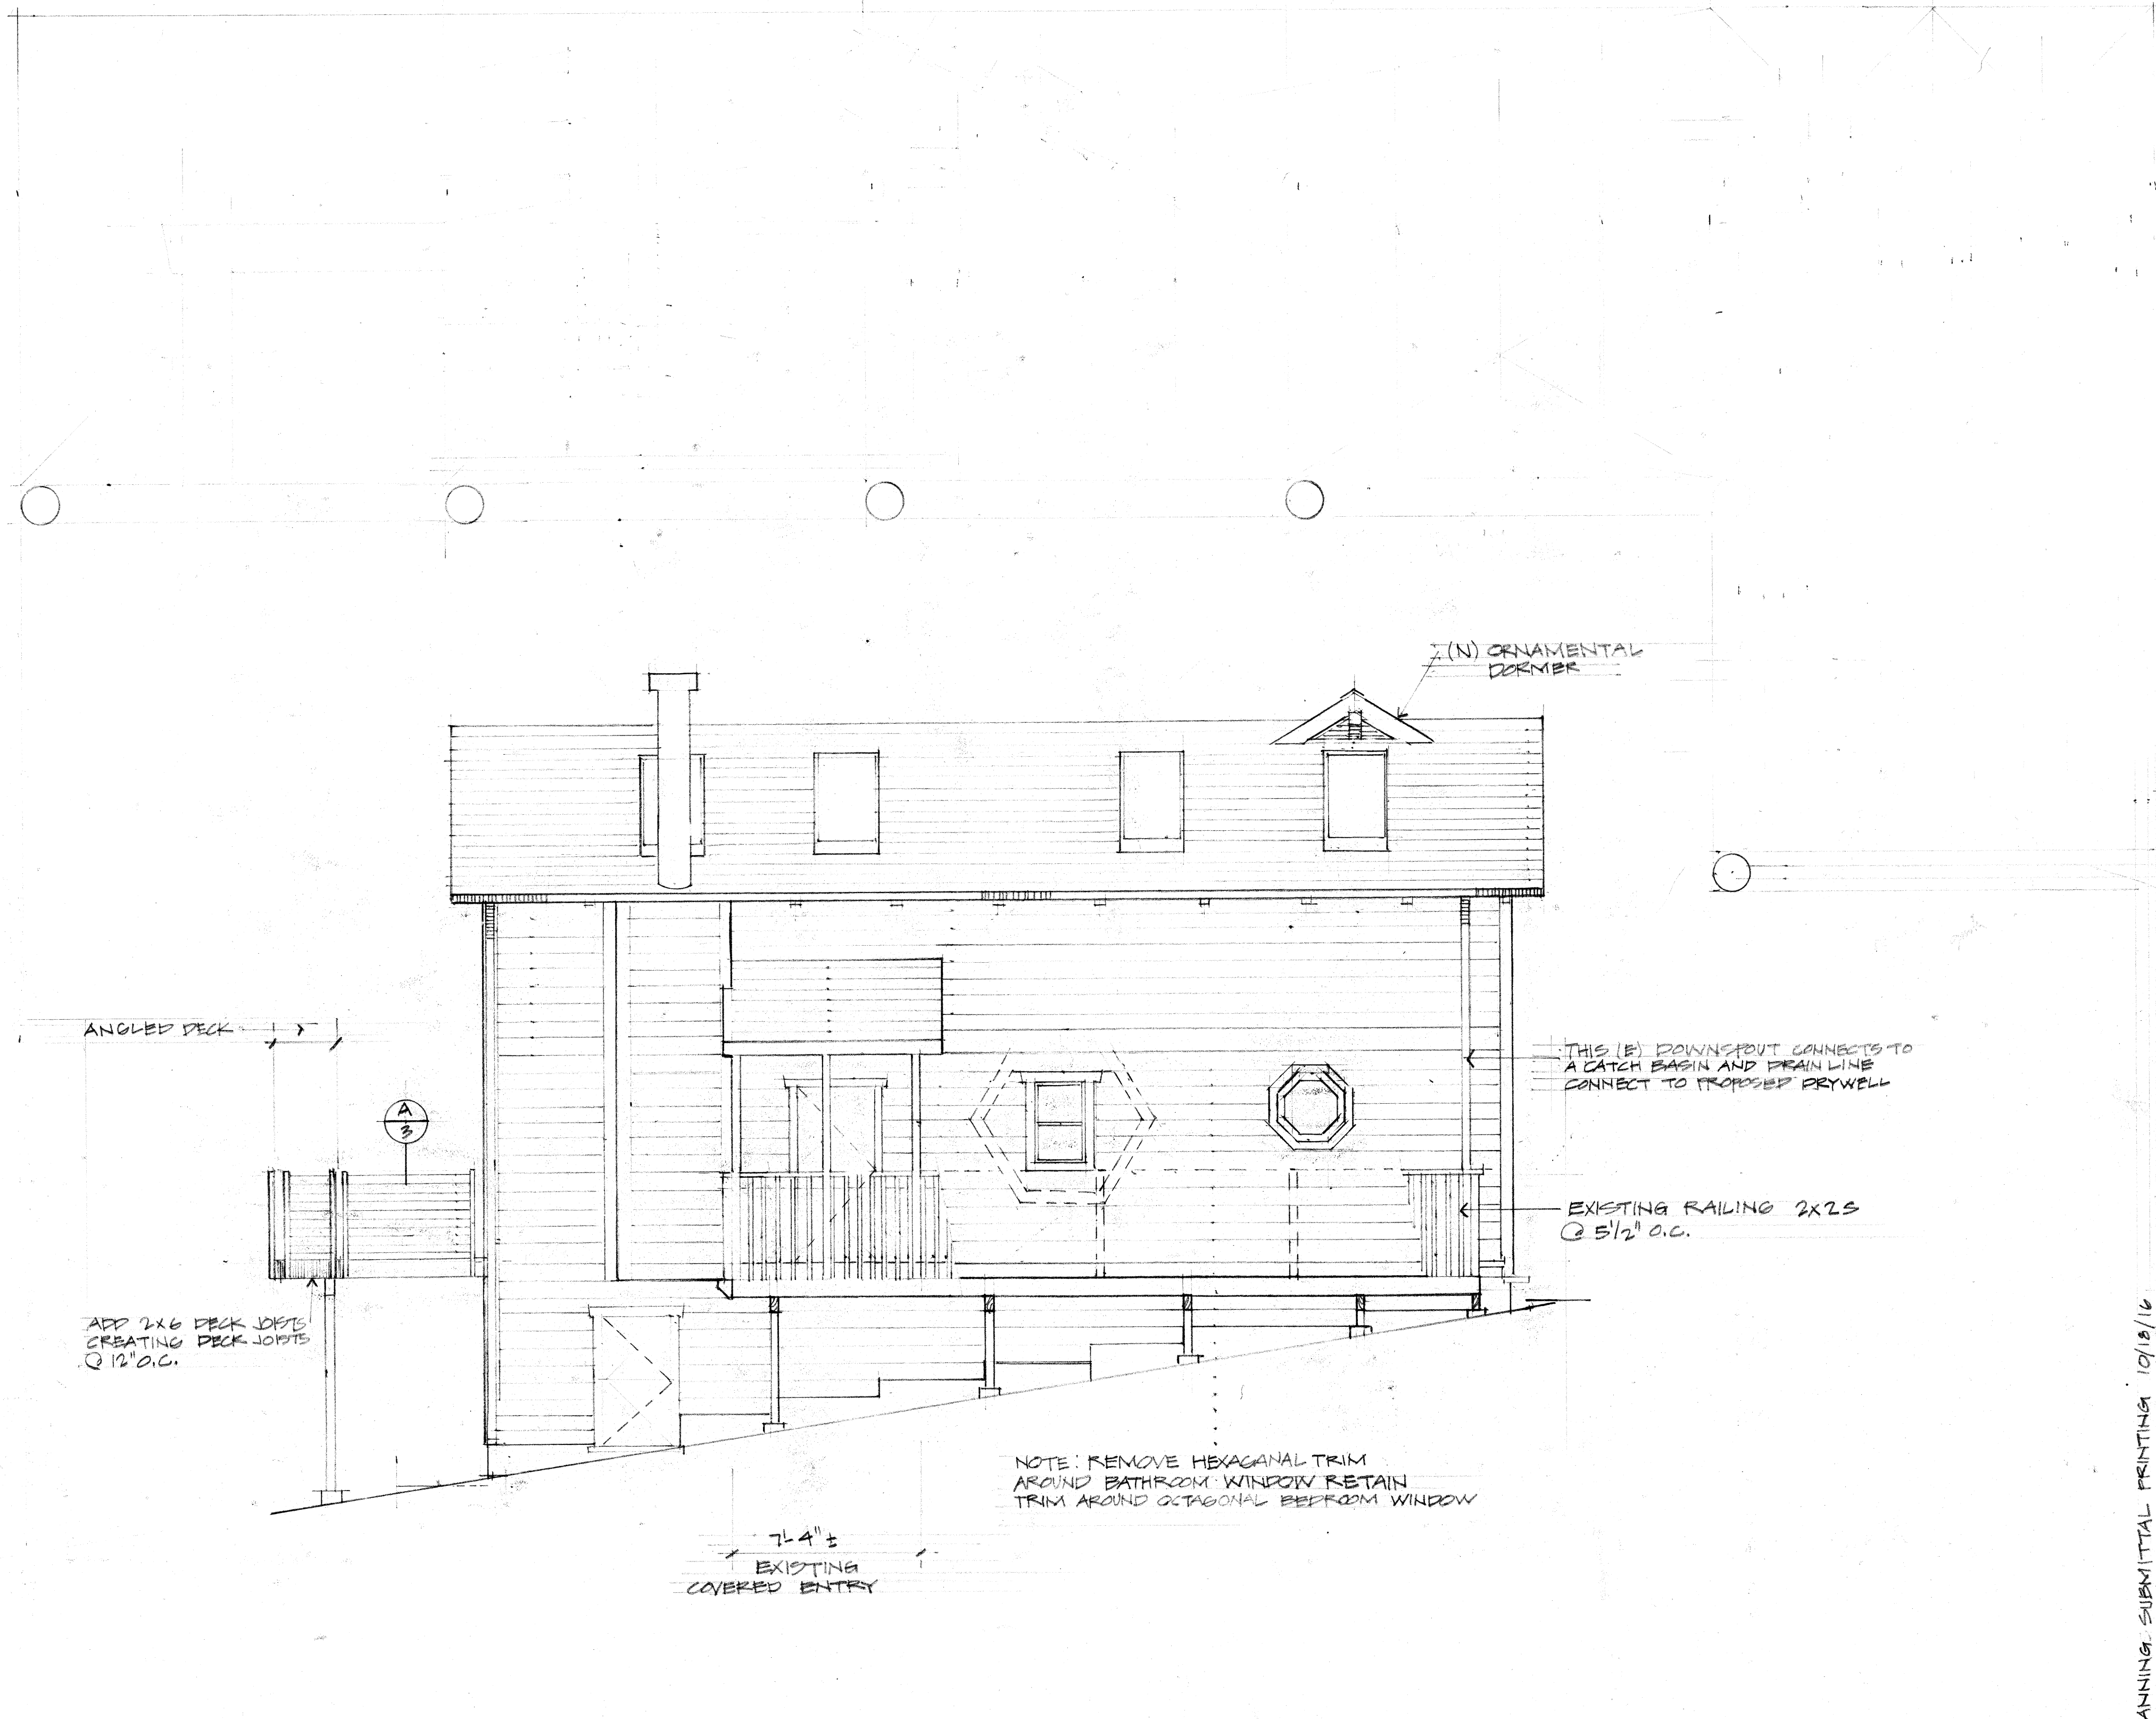 (N) ORNAMENTAL
DORMER
ANGLED DECK
A
3
THIS (E) DOWNSPOUT CONNECTS TO
A CATCH BASIN AND DRAIN LINE
CONNECT TO PROPOSED DRYWELL
EXISTING RAILING 2X2S
@ 5 1/2" O.C.
ADD 2X6 DECK JOISTS
CREATING DECK JOISTS
@ 12" O.C.
NOTE: REMOVE HEXAGANAL TRIM
AROUND BATHROOM WINDOW RETAIN
TRIM AROUND OCTAGONAL BEDROOM WINDOW
7'-4" ±
EXISTING
COVERED ENTRY
ANNING SUBMITTAL PRINTING 10/18/16